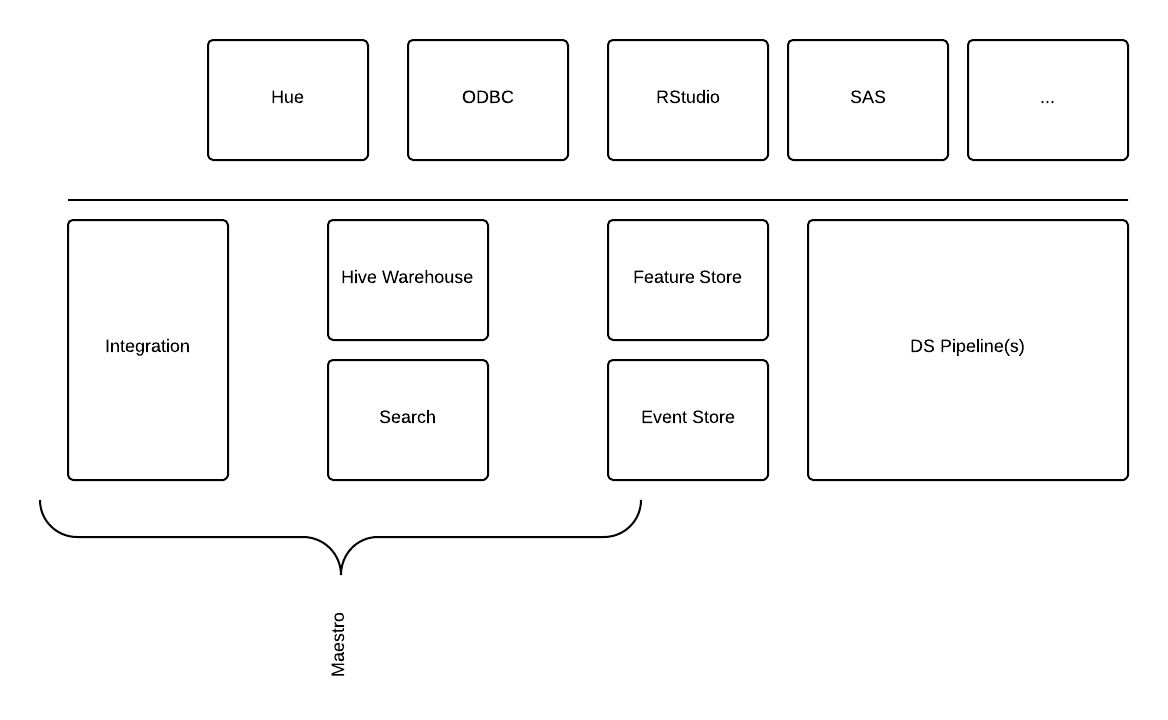 Hue
ODBC
RStudio
SAS
...
Integration
Hive Warehouse
Search
Feature Store
Event Store
DS Pipeline(s)
Maestro